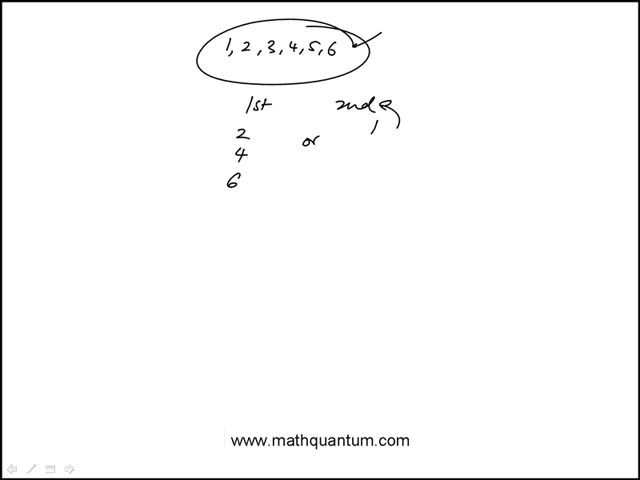 1, 2, 3, 4, 5, 6
1st 2nd
2 1
or
4
6
www.mathquantum.com